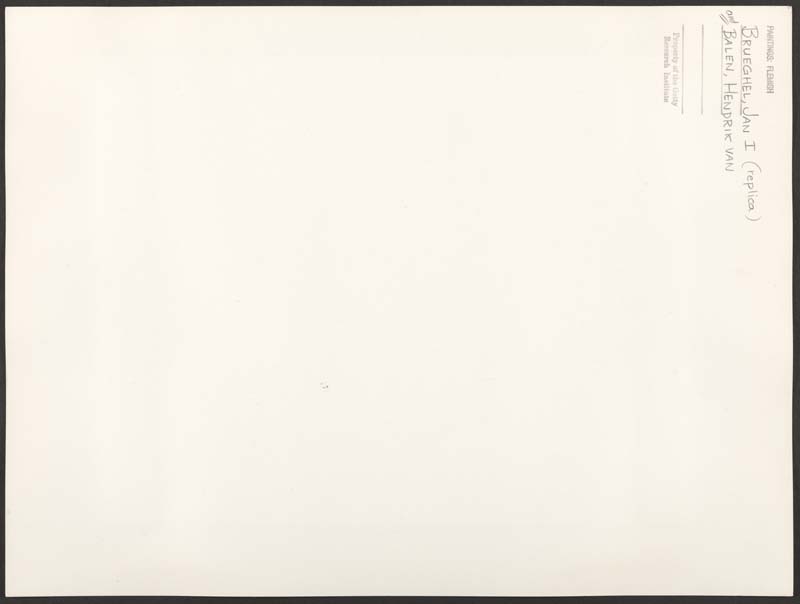 PAINTINGS: FLEMISH
BRUEGHEL, JAN I (replica)
and BALEN, HENDRIK VAN
Property of the Getty
Research Institute